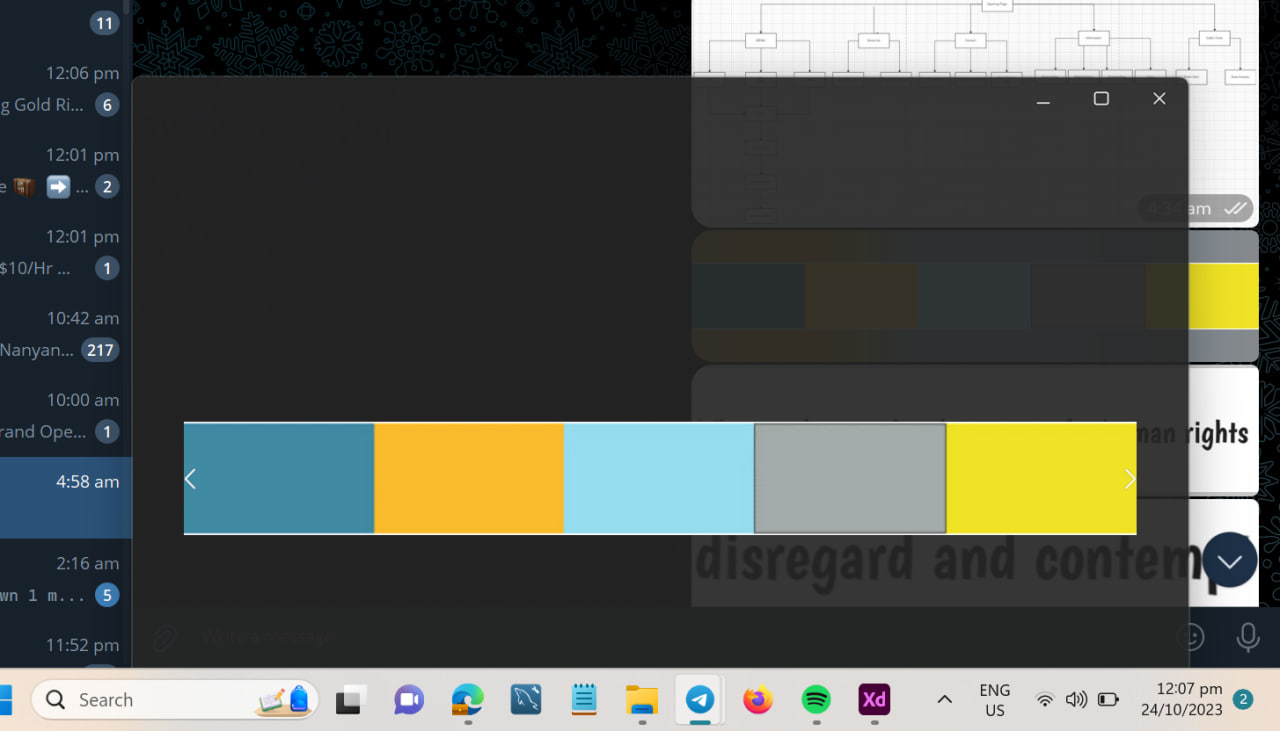 11
12:06 pm
g Gold Ri... 6
12:01 pm
e ... 2
12:01 pm
$10/Hr ... 1
10:42 am
Nanyan... 217
10:00 am
rand Ope... 1
4:58 am
2:16 am
wn 1 m... 5
11:52 pm
4:34 am
man rights
disregard and contemp
Write a message...
Search
Xd
ENG
US
12:07 pm
24/10/2023
2